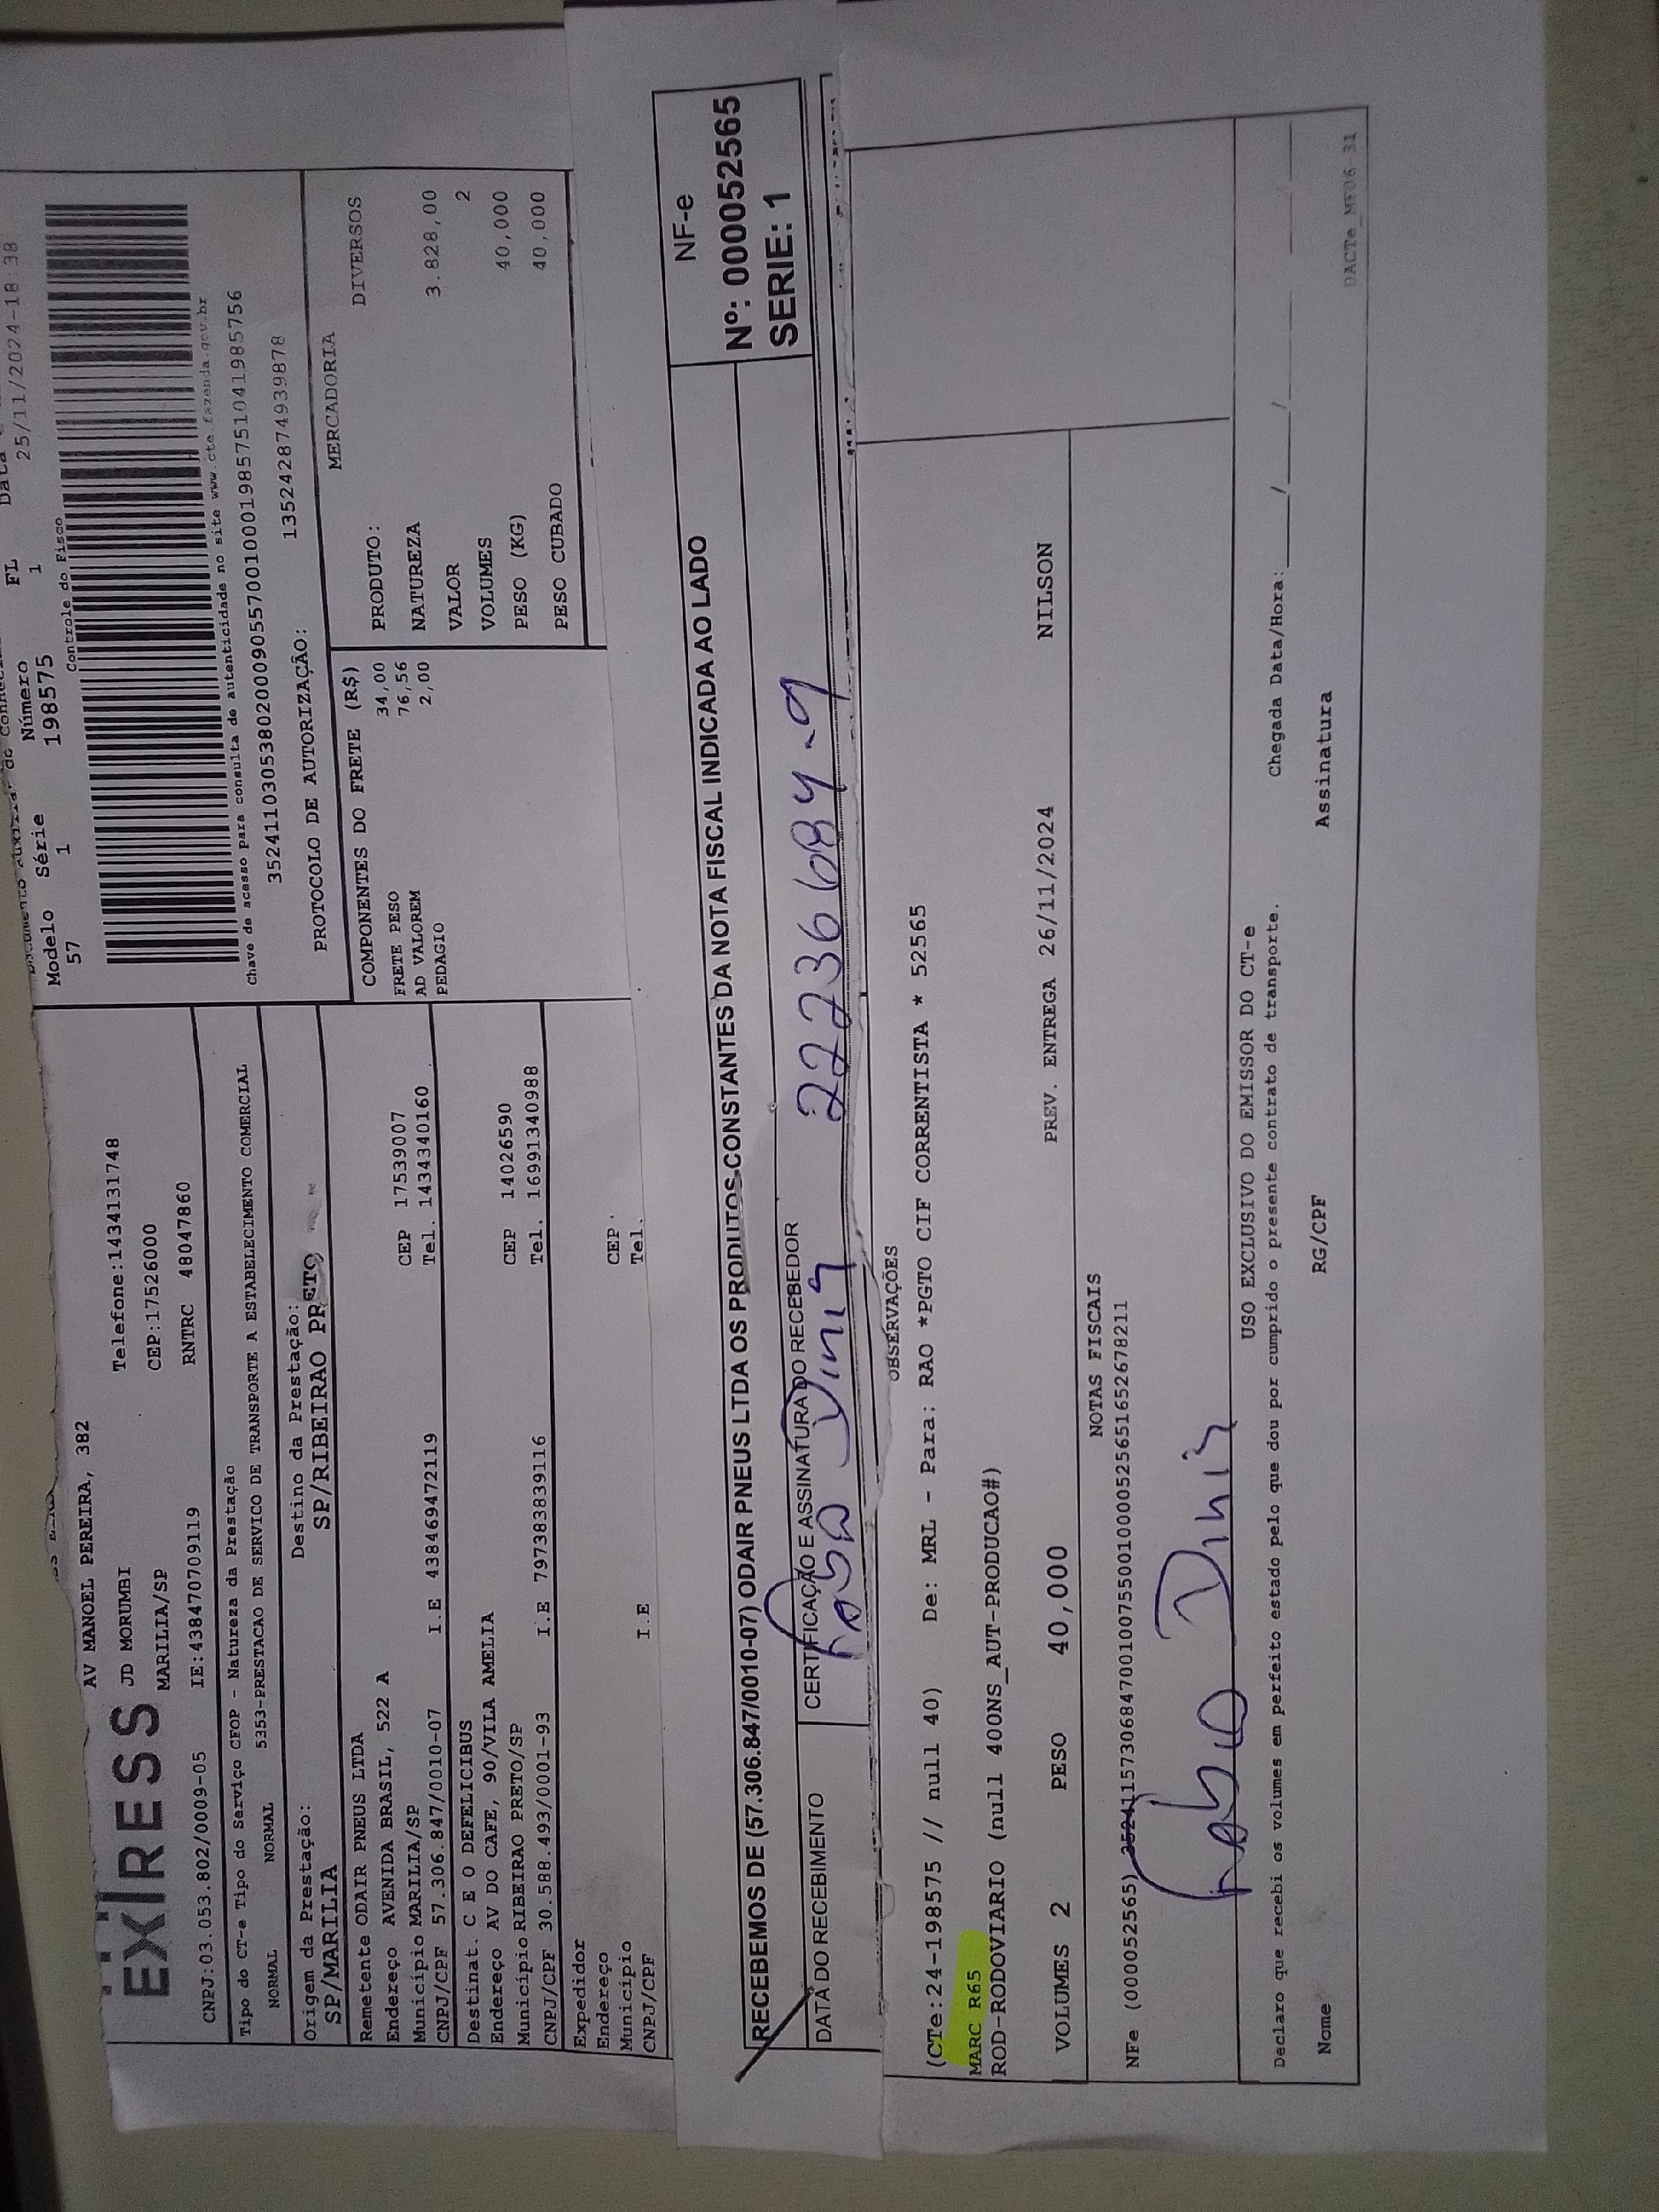 EXPRESS
AV MANOEL PEREIRA, 382
JD MORUMBI Telefone:1434131748
MARILIA/SP CEP:17526000
CNPJ:03.053.802/0009-05 IE:438470709119 RNTRC 48047860
Tipo do CT-e Tipo do Serviço CFOP - Natureza da Prestação
NORMAL NORMAL 5353-PRESTACAO DE SERVICO DE TRANSPORTE A ESTABELECIMENTO COMERCIAL
Origem da Prestação: Destino da Prestação:
SP/MARILIA SP/RIBEIRAO PRETO
Remetente ODAIR PNEUS LTDA
Endereço AVENIDA BRASIL, 522 A
Município MARILIA/SP CEP 17539007
CNPJ/CPF 57.306.847/0010-07 I.E 438469472119 Tel. 1434340160
Destinat. C E O DEFELICIBUS
Endereço AV DO CAFE, 90/VILA AMELIA
Município RIBEIRAO PRETO/SP CEP 14026590
CNPJ/CPF 30.588.493/0001-93 I.E 797383839116 Tel. 16991340988
Expedidor
Endereço
Município CEP
CNPJ/CPF I.E Tel.
Modelo Série Número FL
57 1 198575 1 25/11/2024-18 38
Controle do Fisco
Chave de acesso para consulta de autenticidade no site www.cte.fazenda.gov.br
35241103053802000905570010001985751041985756
PROTOCOLO DE AUTORIZAÇÃO: 135242874939878
COMPONENTES DO FRETE (R$)
FRETE PESO 34,00
AD VALOREM 76,56
PEDAGIO 2,00
MERCADORIA
PRODUTO: DIVERSOS
NATUREZA
VALOR 3.828,00
VOLUMES 2
PESO (KG) 40,000
PESO CUBADO 40,000
RECEBEMOS DE (57.306.847/0010-07) ODAIR PNEUS LTDA OS PRODUTOS CONSTANTES DA NOTA FISCAL INDICADA AO LADO
NF-e
Nº: 000052565
SERIE: 1
DATA DO RECEBIMENTO
CERTIFICAÇÃO E ASSINATURA DO RECEBEDOR
22236684-9
OBSERVAÇÕES
(CTe:24-198575 // null 40) De: MRL - Para: RAO *PGTO CIF CORRENTISTA * 52565
MARC R65
ROD-RODOVIARIO (null 400NS_AUT-PRODUCAO#)
VOLUMES 2 PESO 40,000 PREV. ENTREGA 26/11/2024 NILSON
NOTAS FISCAIS
NFe (000052565) 35241157306847001007550010000525651652678211
USO EXCLUSIVO DO EMISSOR DO CT-e
Declaro que recebi os volumes em perfeito estado pelo que dou por cumprido o presente contrato de transporte. Chegada Data/Hora: ____/____/____
Nome RG/CPF Assinatura
DACTe_MF06 31